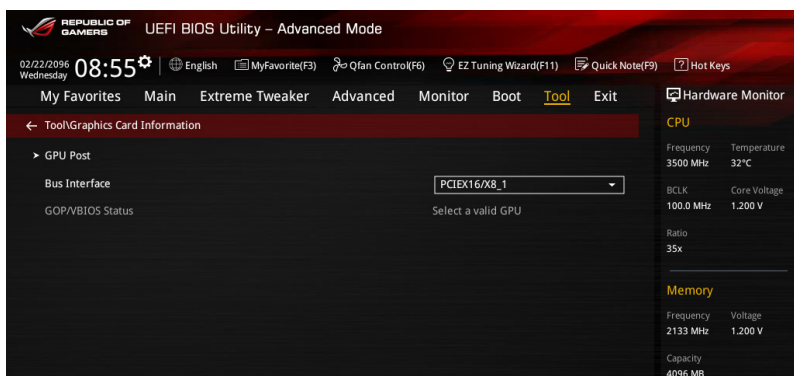 REPUBLIC OF
GAMERS
UEFI BIOS Utility – Advanced Mode
02/22/2096
Wednesday
08:55
English
MyFavorite(F3)
Qfan Control(F6)
EZ Tuning Wizard(F11)
Quick Note(F9)
? Hot Keys
My Favorites Main Extreme Tweaker Advanced Monitor Boot Tool Exit
Hardware Monitor
← Tool\Graphics Card Information
GPU Post
Bus Interface PCIEX16/X8_1
GOP/VBIOS Status Select a valid GPU
CPU
Frequency Temperature
3500 MHz 32°C
BCLK Core Voltage
100.0 MHz 1.200 V
Ratio
35x
Memory
Frequency Voltage
2133 MHz 1.200 V
Capacity
4096 MB